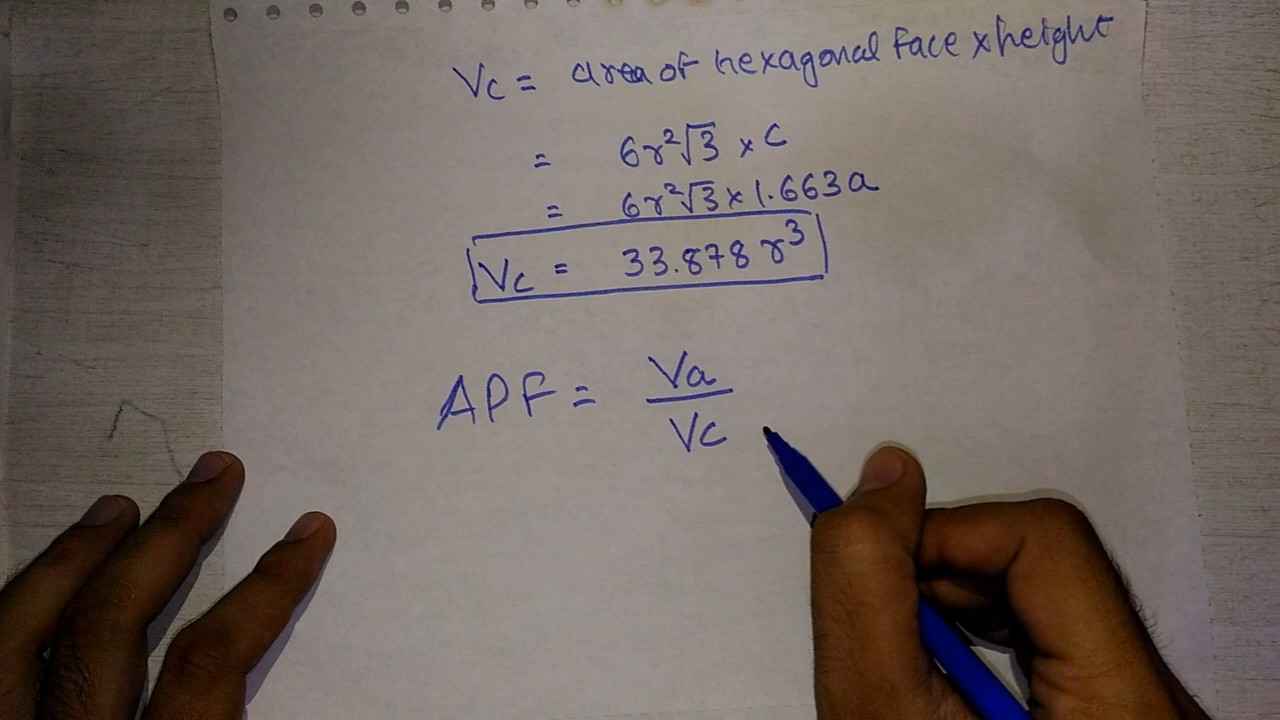 Vc = area of hexagonal face x height
= 6r²√3 × C
= 6r²√3 × 1.663a
Vc = 33.878 r³
APF = Va / Vc